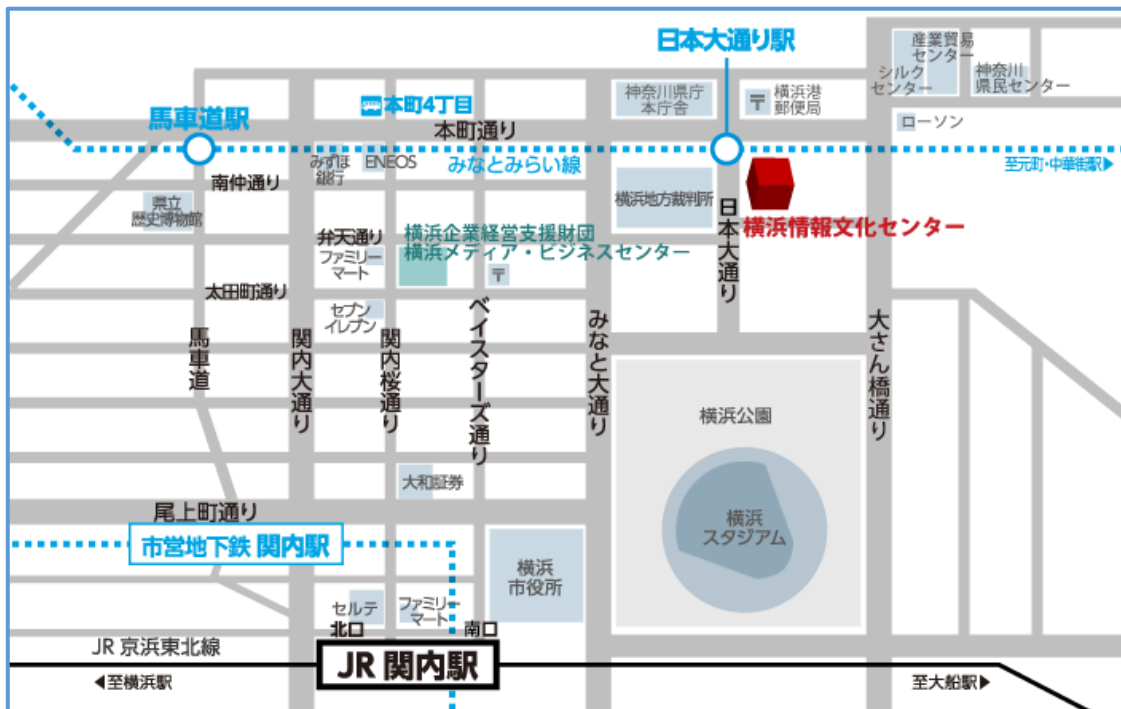 日本大通り駅
産業貿易
センター
シルク
センター
神奈川
県民センター
神奈川県庁
本庁舎
〒
横浜港
郵便局
ローソン
本町4丁目
馬車道駅
本町通り
みずほ
銀行
ENEOS
みなとみらい線
至元町・中華街駅▶
南仲通り
県立
歴史博物館
横浜地方裁判所
日本大通り
横浜情報文化センター
弁天通り
横浜企業経営支援財団
横浜メディア・ビジネスセンター
ファミリー
マート
〒
太田町通り
セブン
イレブン
馬車道
関内大通り
関内桜通り
ベイスターズ通り
みなと大通り
大さん橋通り
横浜公園
大和証券
尾上町通り
横浜
スタジアム
市営地下鉄 関内駅
横浜
市役所
セルテ
ファミリー
マート
北口
南口
JR 京浜東北線
JR 関内駅
◀至横浜駅
至大船駅▶